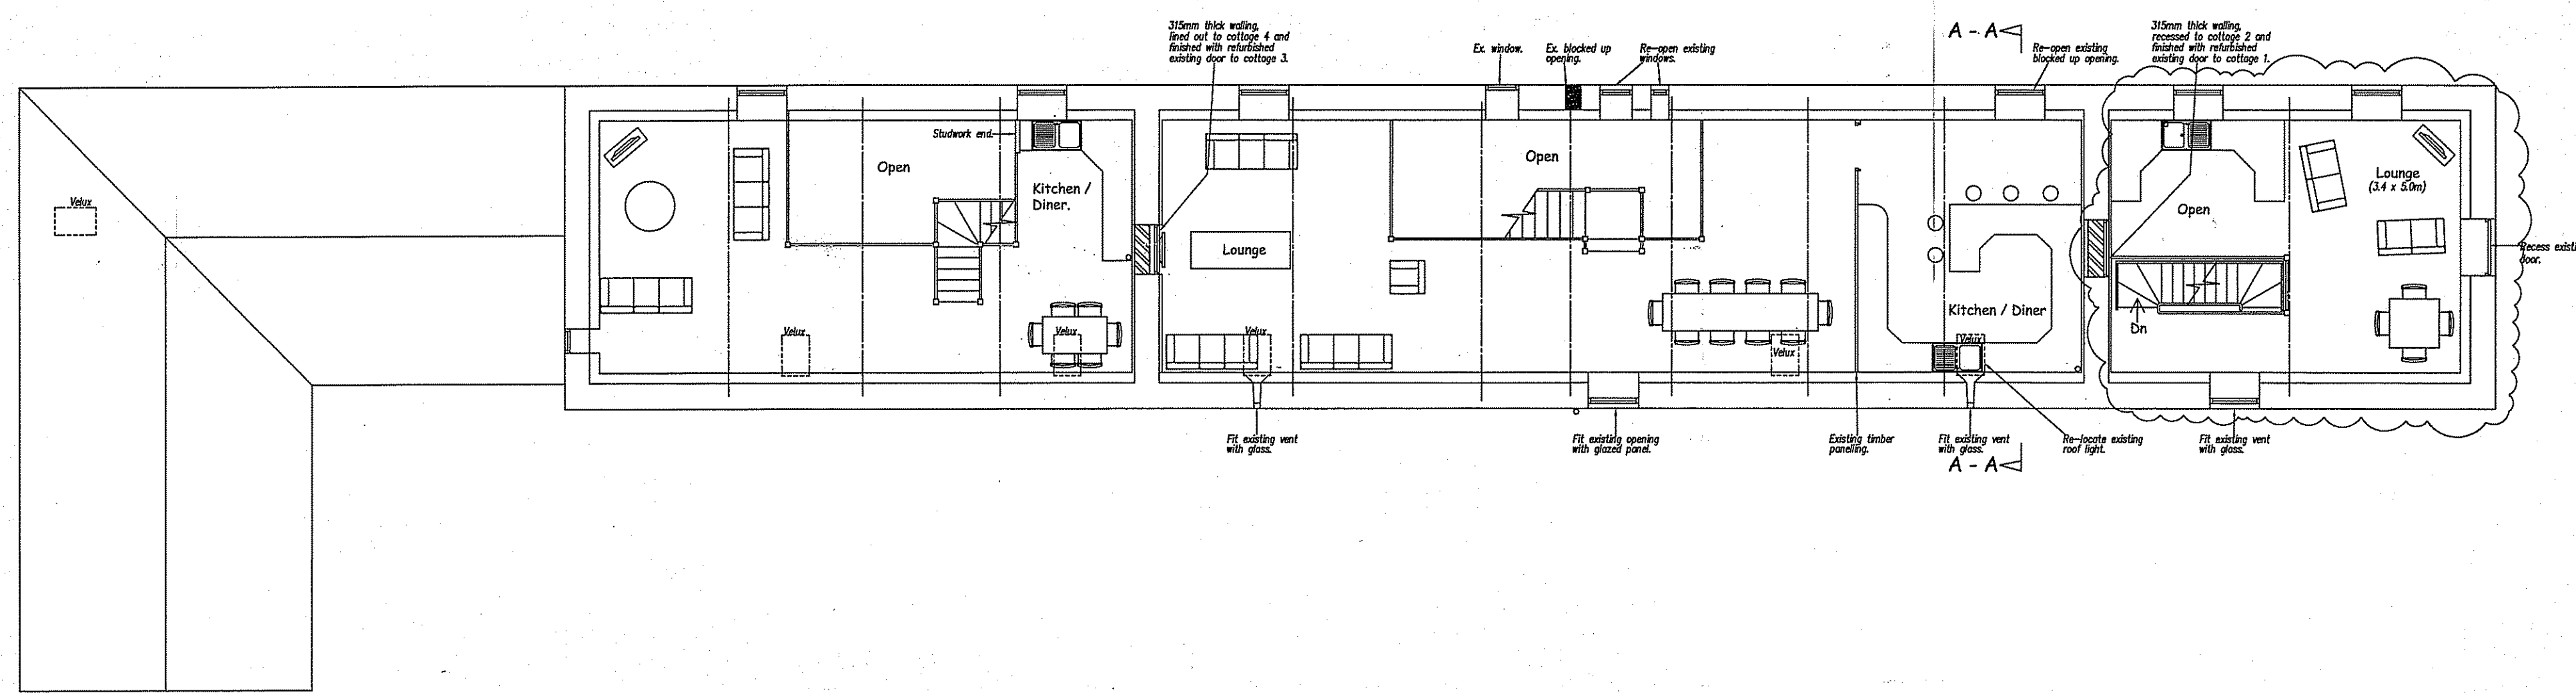 315mm thick walling,
lined out to cottage 4 and
finished with refurbished
existing door to cottage 3.
Ex. window.
Ex. blocked up
opening.
Re-open existing
windows.
A - A
Re-open existing
blocked up opening.
315mm thick walling,
recessed to cottage 2 and
finished with refurbished
existing door to cottage 1.
Studwork end
Open
Kitchen /
Diner.
Open
Lounge
(3.4 x 5.0m)
Open
Velux
Lounge
Recess
door.
Kitchen / Diner
Dn
Velux
Velux
Velux
Velux
Velux
Fit existing vent
with glass.
Fit existing opening
with glazed panel.
Existing timber
panelling.
Fit existing vent
with glass.
Re-locate existing
roof light.
Fit existing vent
with glass.
A - A